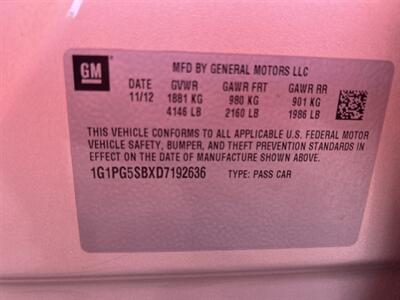 GM
MFD BY GENERAL MOTORS LLC
DATE GVWR GAWR FRT GAWR RR
11/12 1881 KG 980 KG 901 KG
4146 LB 2160 LB 1986 LB
THIS VEHICLE CONFORMS TO ALL APPLICABLE U.S. FEDERAL MOTOR
VEHICLE SAFETY, BUMPER, AND THEFT PREVENTION STANDARDS
IN EFFECT ON THE DATE OF MANUFACTURE SHOWN ABOVE.
1G1PG5SBXD7192636 TYPE: PASS CAR